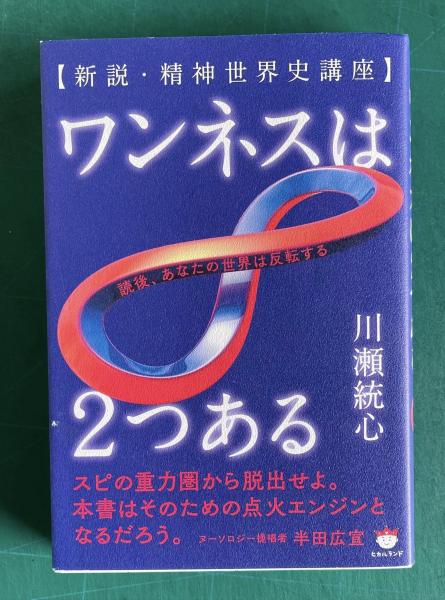 【新説・精神世界史講座】
ワンネスは
読後、あなたの世界は反転する
2つある
川瀬統心
スピの重力圏から脱出せよ。
本書はそのための点火エンジンと
なるだろう。
ヌーソロジー提唱者 半田広宣
ヒカルランド